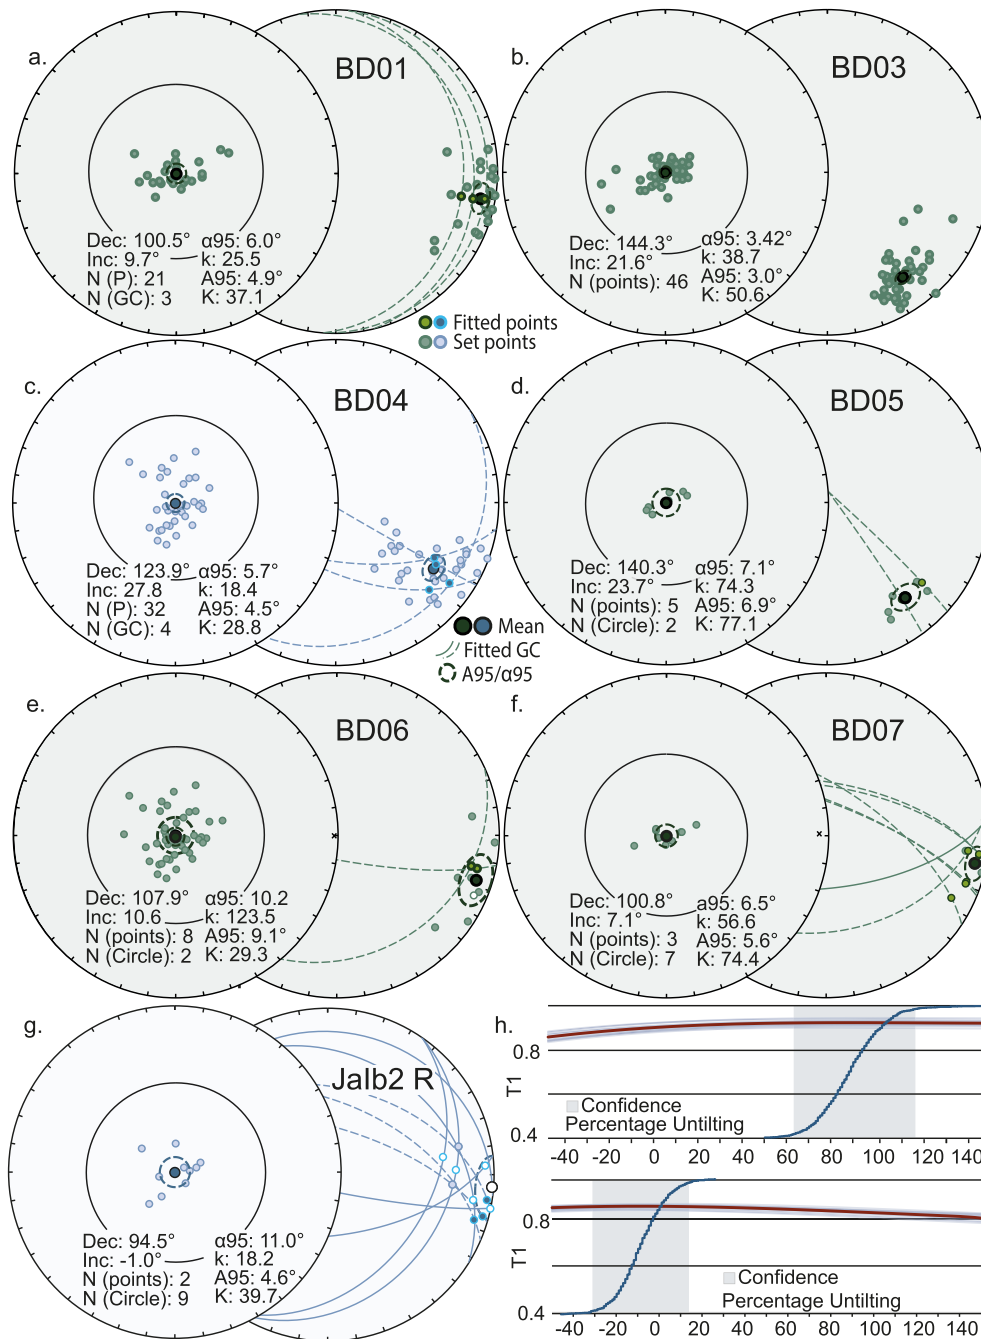 a.
BD01
Dec: 100.5° α95: 6.0°
Inc: 9.7° k: 25.5
N (P): 21 A95: 4.9°
N (GC): 3 K: 37.1
b.
BD03
Dec: 144.3° α95: 3.42°
Inc: 21.6° k: 38.7
N (points): 46 A95: 3.0°
K: 50.6
Fitted points
Set points
c.
BD04
Dec: 123.9° α95: 5.7°
Inc: 27.8 k: 18.4
N (P): 32 A95: 4.5°
N (GC): 4 K: 28.8
d.
BD05
Dec: 140.3° α95: 7.1°
Inc: 23.7° k: 74.3
N (points): 5 A95: 6.9°
N (Circle): 2 K: 77.1
Mean
Fitted GC
A95/α95
e.
BD06
Dec: 107.9° α95: 10.2
Inc: 10.6 k: 123.5
N (points): 8 A95: 9.1°
N (Circle): 2 K: 29.3
f.
BD07
Dec: 100.8° a95: 6.5°
Inc: 7.1° k: 56.6
N (points): 3 A95: 5.6°
N (Circle): 7 K: 74.4
g.
Jalb2 R
Dec: 94.5° α95: 11.0°
Inc: -1.0° k: 18.2
N (points): 2 A95: 4.6°
N (Circle): 9 K: 39.7
h.
0.8
T1
Confidence
Percentage Untilting
0.4
-40 -20 0 20 40 60 80 100 120 140
0.8
T1
Confidence
Percentage Untilting
0.4
-40 -20 0 20 40 60 80 100 120 140